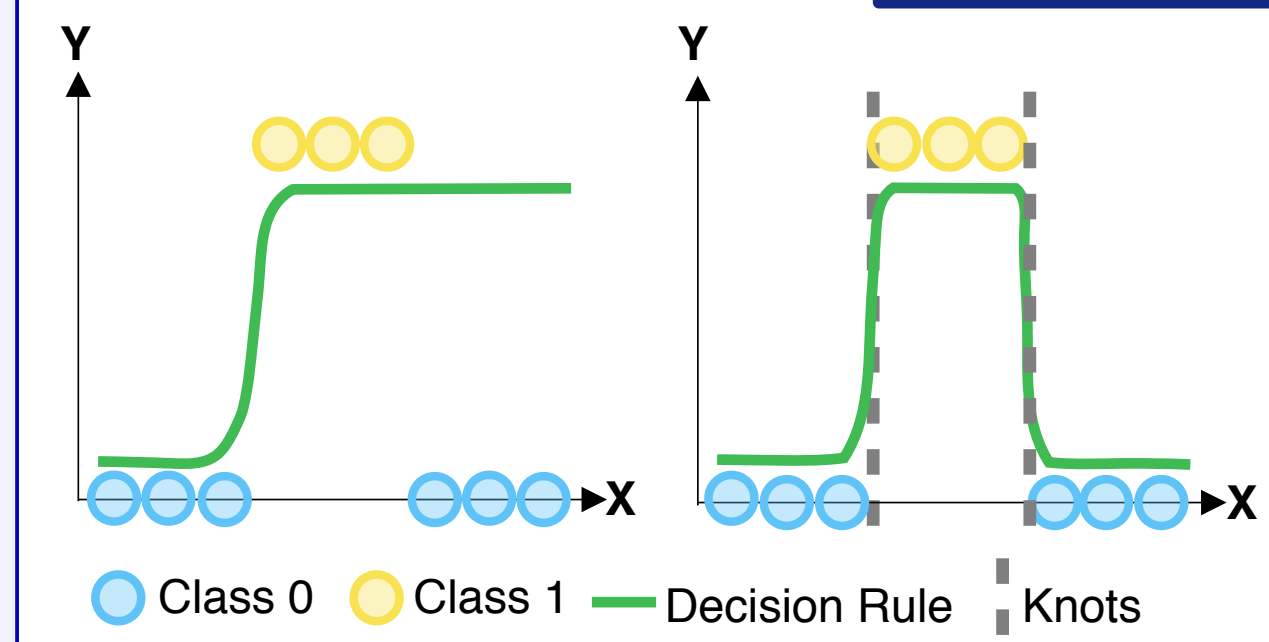 Y
Y
X
X
Class 0
Class 1
Decision Rule
Knots